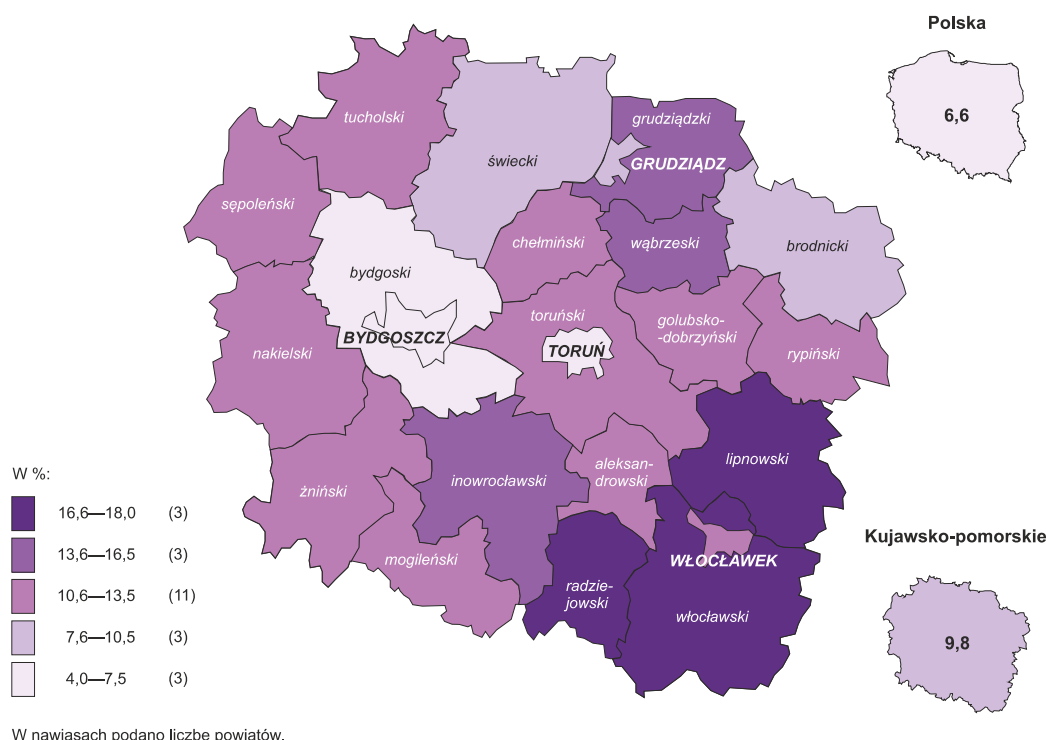 Polska
6,6
tucholski
grudziądzki
świecki
GRUDZIĄDZ
sępoleński
chełmiński
wąbrzeski
brodnicki
bydgoski
toruński
golubsko-
-dobrzyński
BYDGOSZCZ
TORUŃ
nakielski
rypiński
lipnowski
aleksan-
drowski
inowrocławski
żniński
mogileński
WŁOCŁAWEK
radzie-
jowski
włocławski
W %:
16,6—18,0 (3)
13,6—16,5 (3)
10,6—13,5 (11)
7,6—10,5 (3)
4,0—7,5 (3)
Kujawsko-pomorskie
9,8
W nawiasach podano liczbę powiatów.